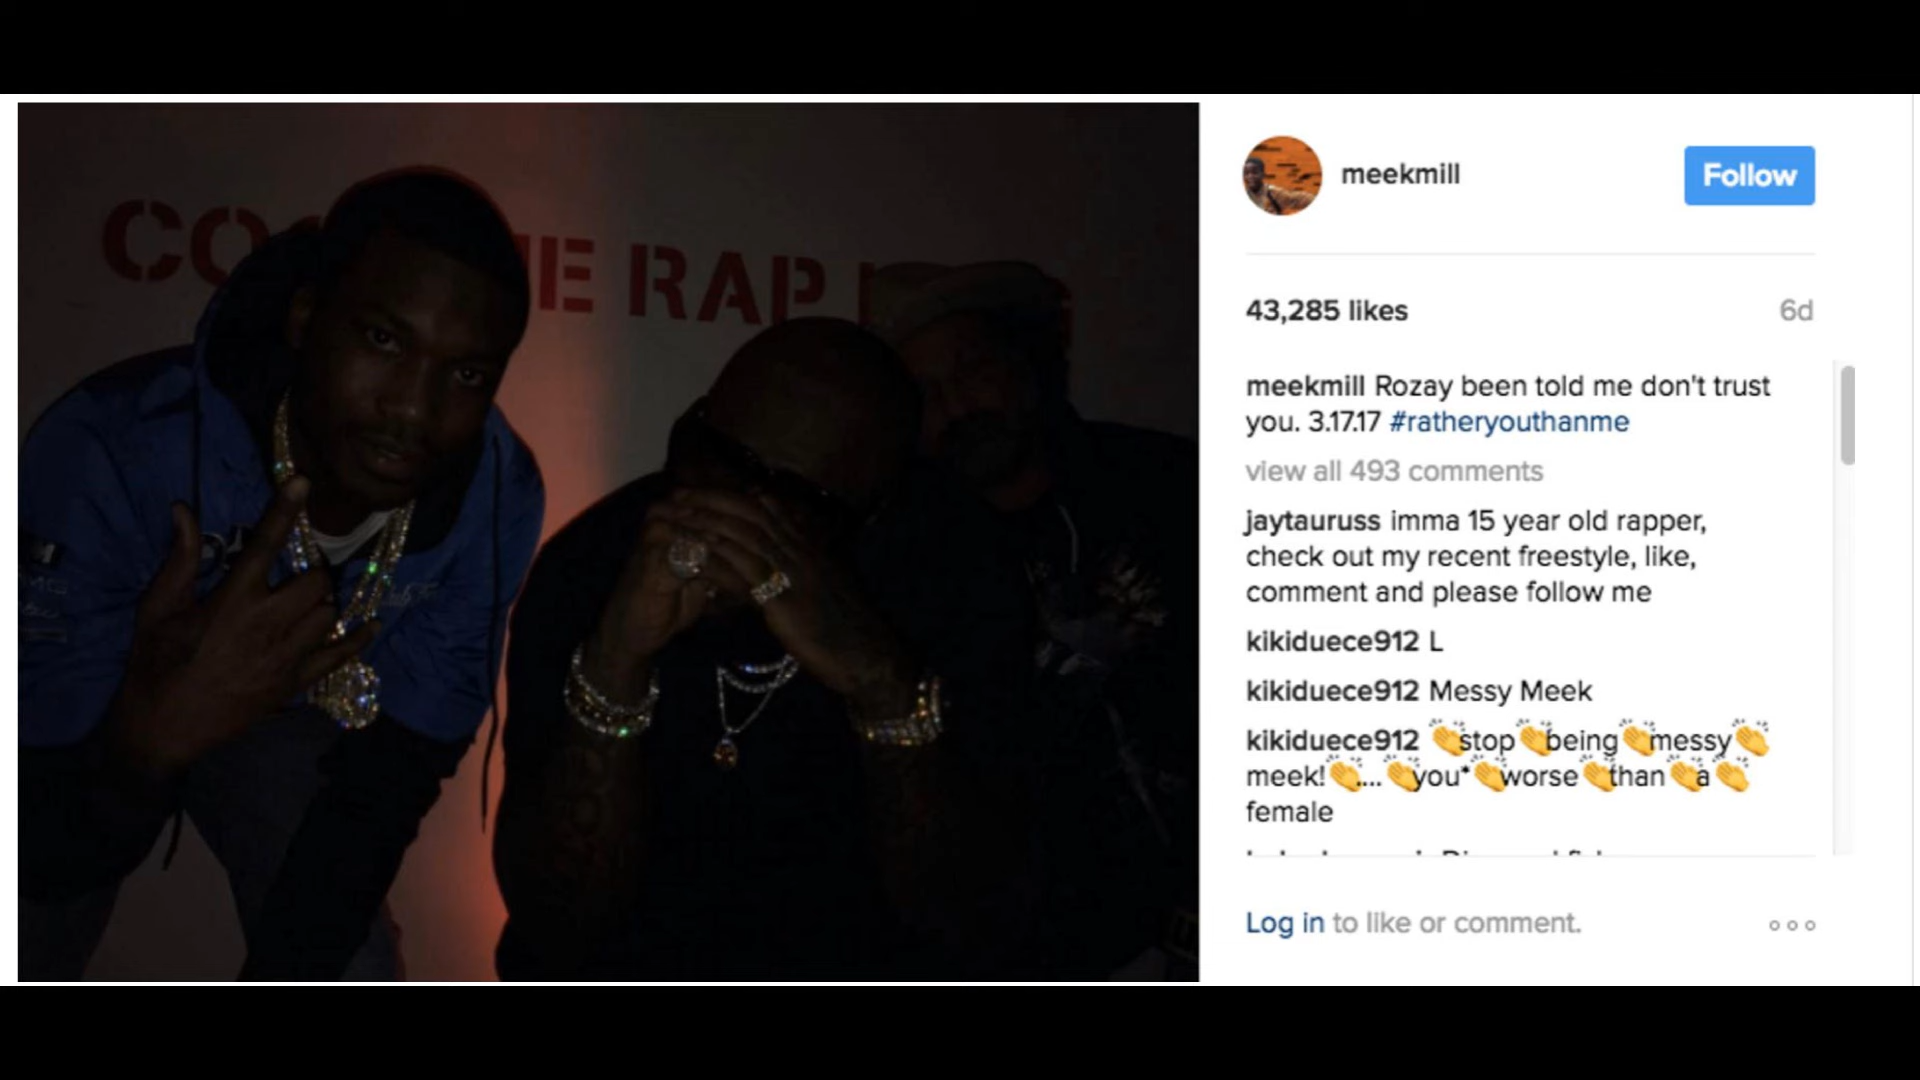 CO
E RAP
meekmill
Follow
43,285 likes
6d
meekmill Rozay been told me don't trust
you. 3.17.17 #ratheryouthanme
view all 493 comments
jaytauruss imma 15 year old rapper,
check out my recent freestyle, like,
comment and please follow me
kikiduece912 L
kikiduece912 Messy Meek
kikiduece912 👏stop👏being👏messy👏
meek!👏...👏you*👏worse👏than👏a👏
female
Log in to like or comment.